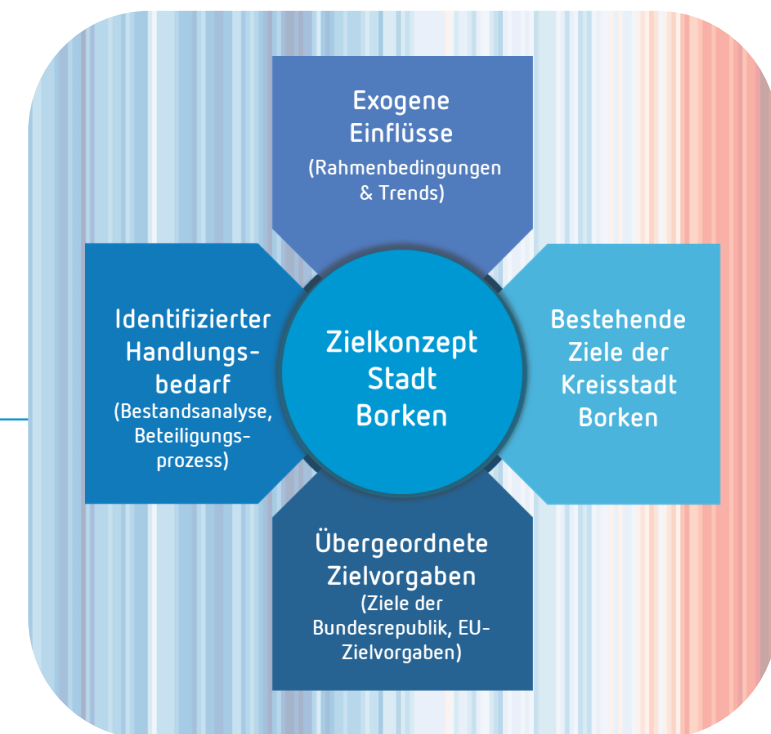 Exogene
Einflüsse
(Rahmenbedingungen
& Trends)
Identifizierter
Handlungs-
bedarf
(Bestandsanalyse,
Beteiligungs-
prozess)
Zielkonzept
Stadt
Borken
Bestehende
Ziele der
Kreisstadt
Borken
Übergeordnete
Zielvorgaben
(Ziele der
Bundesrepublik, EU-
Zielvorgaben)